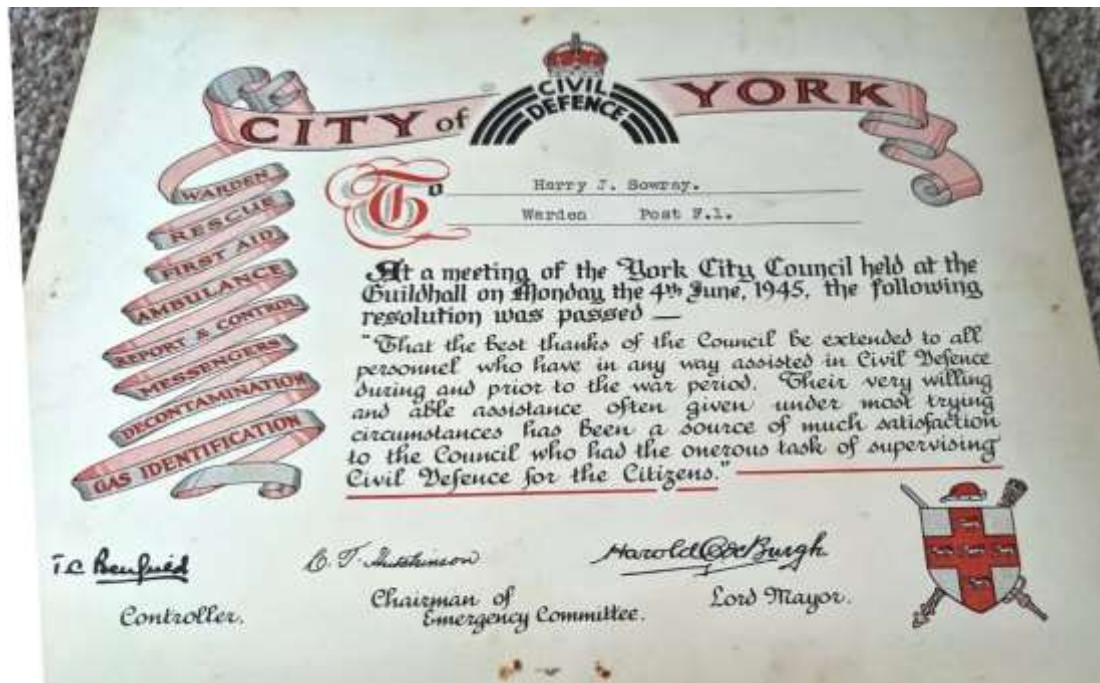 CITY of YORK
CIVIL
DEFENCE
WARDEN
RESCUE
FIRST AID
AMBULANCE
REPORT & CONTROL
MESSENGERS
DECONTAMINATION
GAS IDENTIFICATION
To Harry J. Sowray.
Warden Post F.1.
At a meeting of the York City Council held at the
Guildhall on Monday the 4th June, 1945, the following
resolution was passed —
"That the best thanks of the Council be extended to all
personnel who have in any way assisted in Civil Defence
during and prior to the war period. Their very willing
and able assistance often given under most trying
circumstances has been a source of much satisfaction
to the Council who had the onerous task of supervising
Civil Defence for the Citizens."
C. T. Hutchinson
Controller.
Chairman of
Emergency Committee.
Lord Mayor.